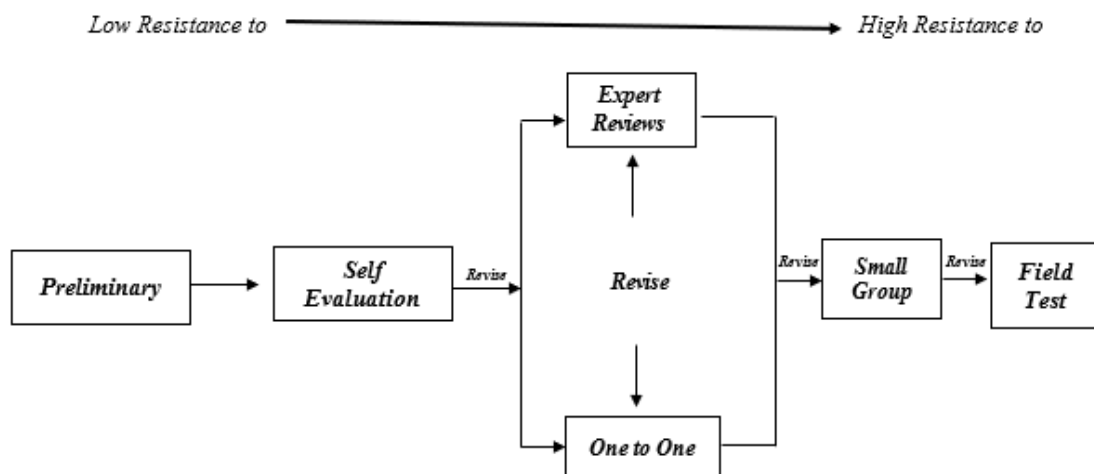 Low Resistance to
High Resistance to
Expert
Reviews
Preliminary
Self
Evaluation
Revise
Revise
Revise
Small
Group
Revise
Field
Test
One to One